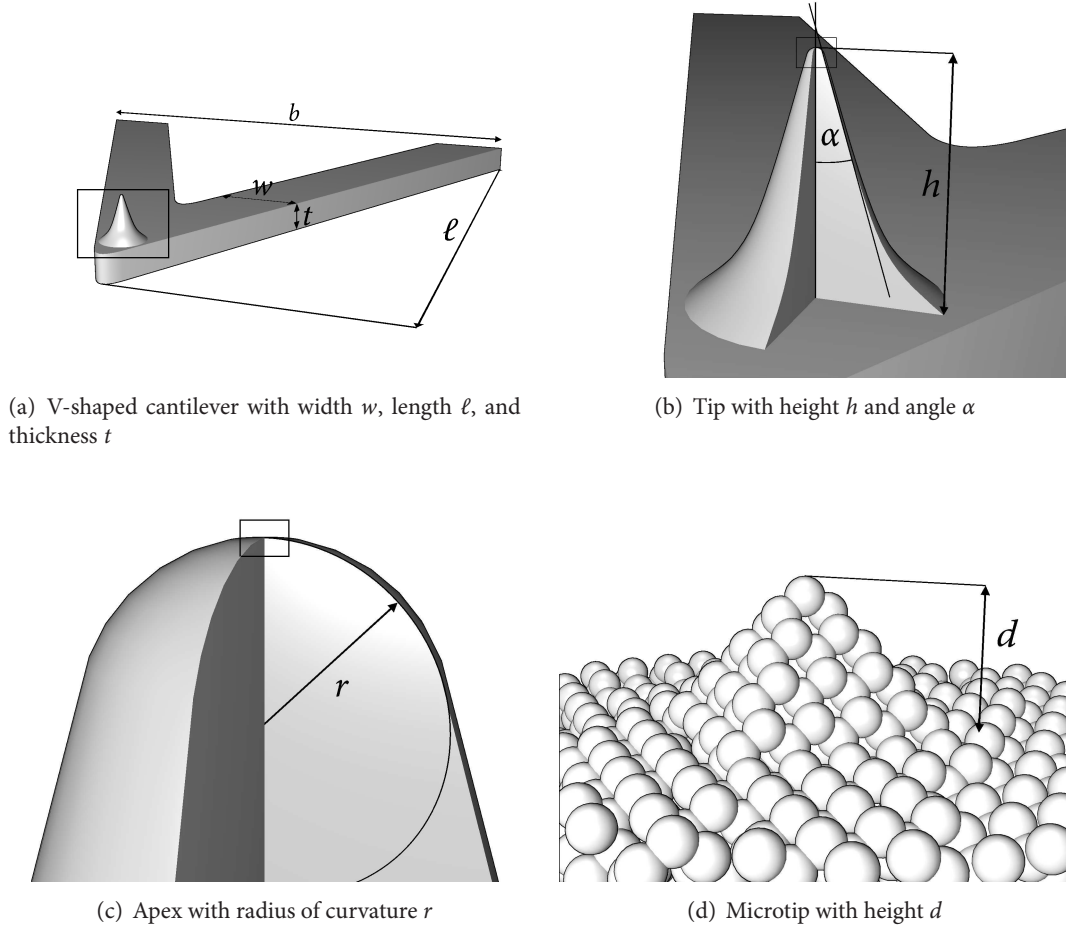 b
w
t
ℓ
(a) V-shaped cantilever with width w, length ℓ, and
thickness t
α
h
(b) Tip with height h and angle α
r
(c) Apex with radius of curvature r
d
(d) Microtip with height d